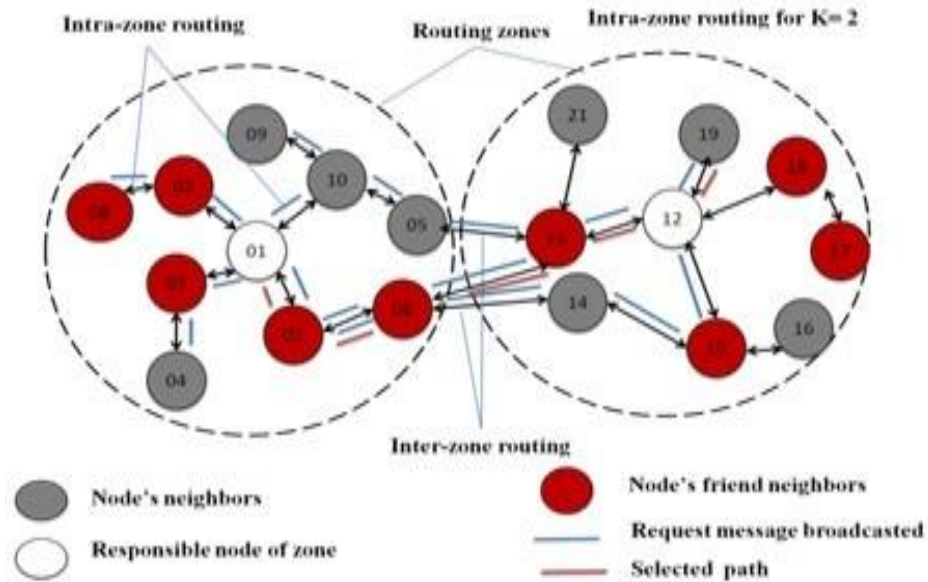 Intra-zone routing
Routing zones
Intra-zone routing for K= 2
21
09
19
10
05
12
01
14
16
04
Inter-zone routing
Node's neighbors
Node's friend neighbors
Responsible node of zone
Request message broadcasted
Selected path